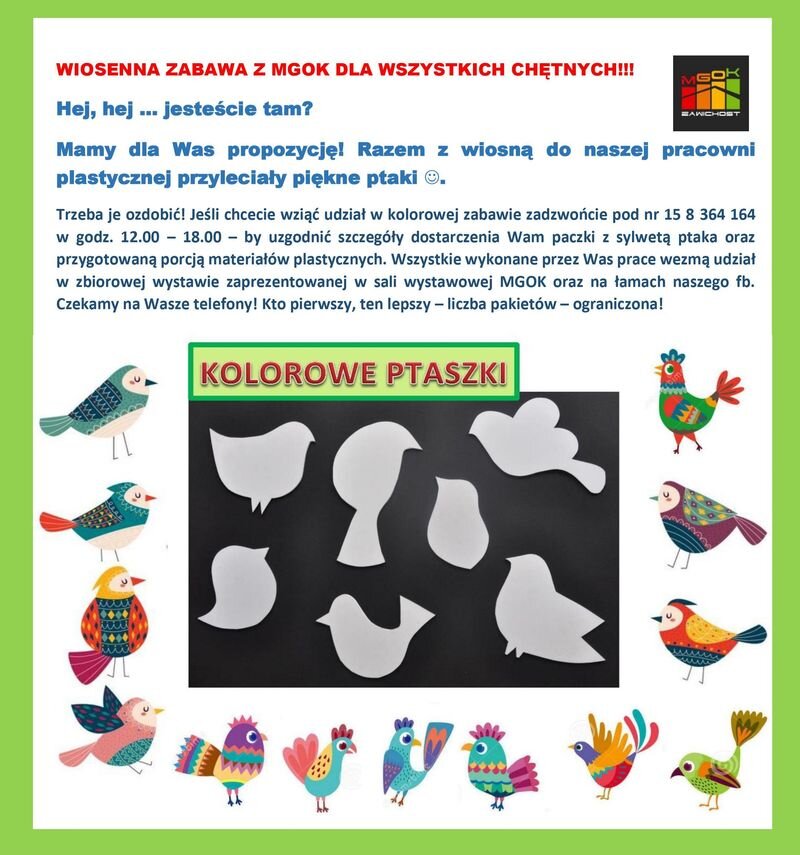 WIOSENNA ZABAWA Z MGOK DLA WSZYSTKICH CHĘTNYCH!!!
MGOK
ZAWICHOST
Hej, hej ... jesteście tam?
Mamy dla Was propozycję! Razem z wiosną do naszej pracowni
plastycznej przyleciały piękne ptaki ☺.
Trzeba je ozdobić! Jeśli chcecie wziąć udział w kolorowej zabawie zadzwońcie pod nr 15 8 364 164
w godz. 12.00 – 18.00 – by uzgodnić szczegóły dostarczenia Wam paczki z sylwetą ptaka oraz
przygotowaną porcją materiałów plastycznych. Wszystkie wykonane przez Was prace wezmą udział
w zbiorowej wystawie zaprezentowanej w sali wystawowej MGOK oraz na łamach naszego fb.
Czekamy na Wasze telefony! Kto pierwszy, ten lepszy – liczba pakietów – ograniczona!
KOLOROWE PTASZKI